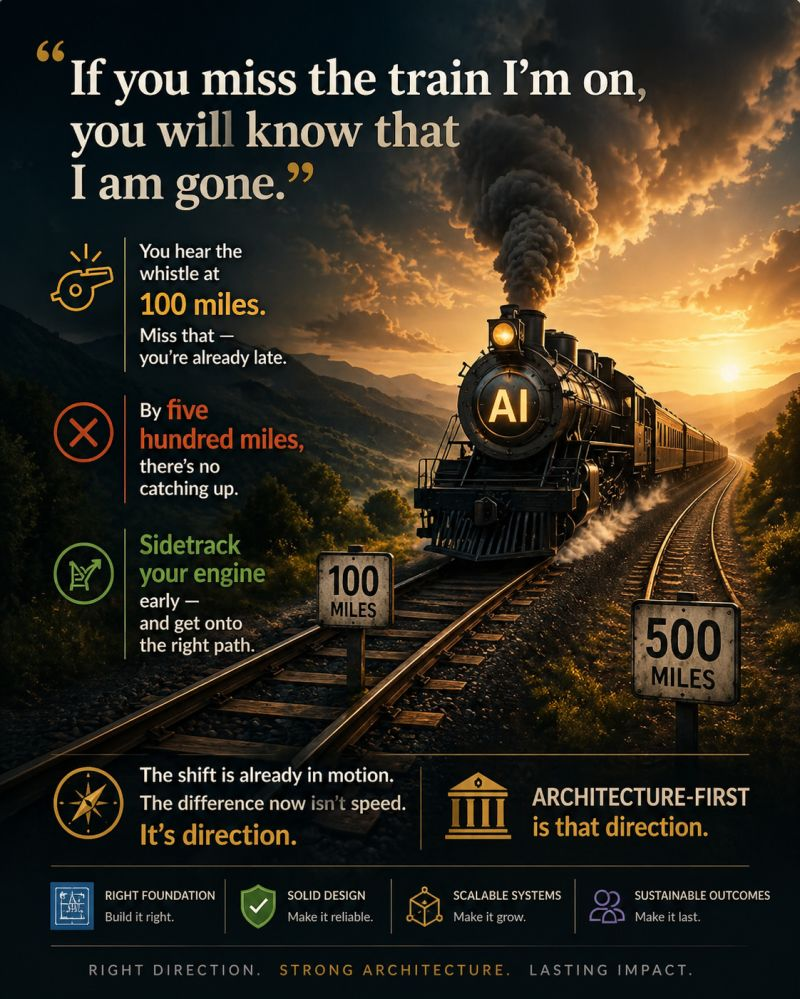 “If you miss the train I’m on,
you will know that
I am gone.”
You hear the
whistle at
100 miles.
Miss that —
you’re already late.
By five
hundred miles,
there’s no
catching up.
Sidetrack
your engine
early —
and get onto
the right path.
AI
100
MILES
500
MILES
The shift is already in motion.
The difference now isn’t speed.
It’s direction.
ARCHITECTURE-FIRST
is that direction.
RIGHT FOUNDATION
Build it right.
SOLID DESIGN
Make it reliable.
SCALABLE SYSTEMS
Make it grow.
SUSTAINABLE OUTCOMES
Make it last.
RIGHT DIRECTION. STRONG ARCHITECTURE. LASTING IMPACT.